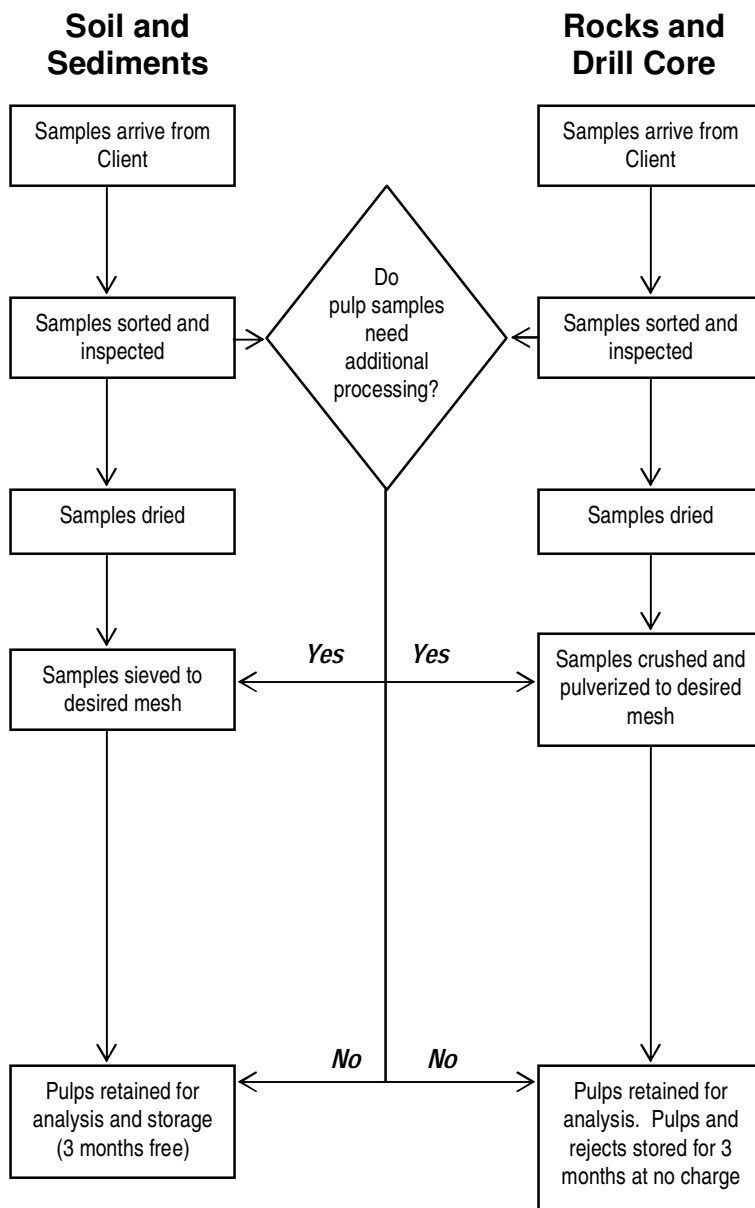 Soil and
Sediments
Rocks and
Drill Core
Samples arrive from
Client
Samples arrive from
Client
Do
pulp samples
need
additional
processing?
Samples sorted and
inspected
Samples sorted and
inspected
Samples dried
Samples dried
Yes
Yes
Samples sieved to
desired mesh
Samples crushed and
pulverized to desired
mesh
No
No
Pulps retained for
analysis and storage
(3 months free)
Pulps retained for
analysis. Pulps and
rejects stored for 3
months at no charge